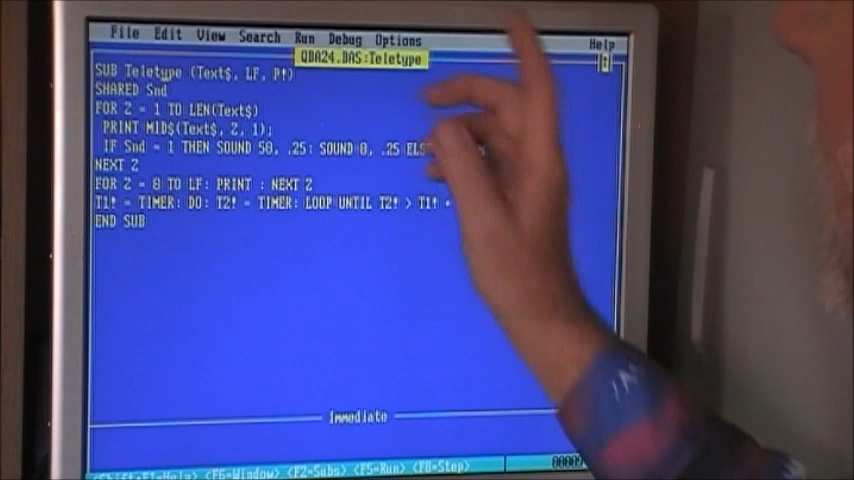 File Edit View Search Run Debug Options Help
QBA24.BAS:Teletype
SUB Teletype (Text$, LF, P!)
SHARED Snd
FOR Z = 1 TO LEN(Text$)
PRINT MID$(Text$, Z, 1);
IF Snd = 1 THEN SOUND 50, .25: SOUND 0, .25
NEXT Z
FOR Z = 0 TO LF: PRINT : NEXT Z
T1! = TIMER: DO: T2! = TIMER: LOOP UNTIL T2! > T1!
END SUB
Immediate
<Shift+F1=Help> <F6=Window> <F2=Subs> <F5=Run> <F8=Step>